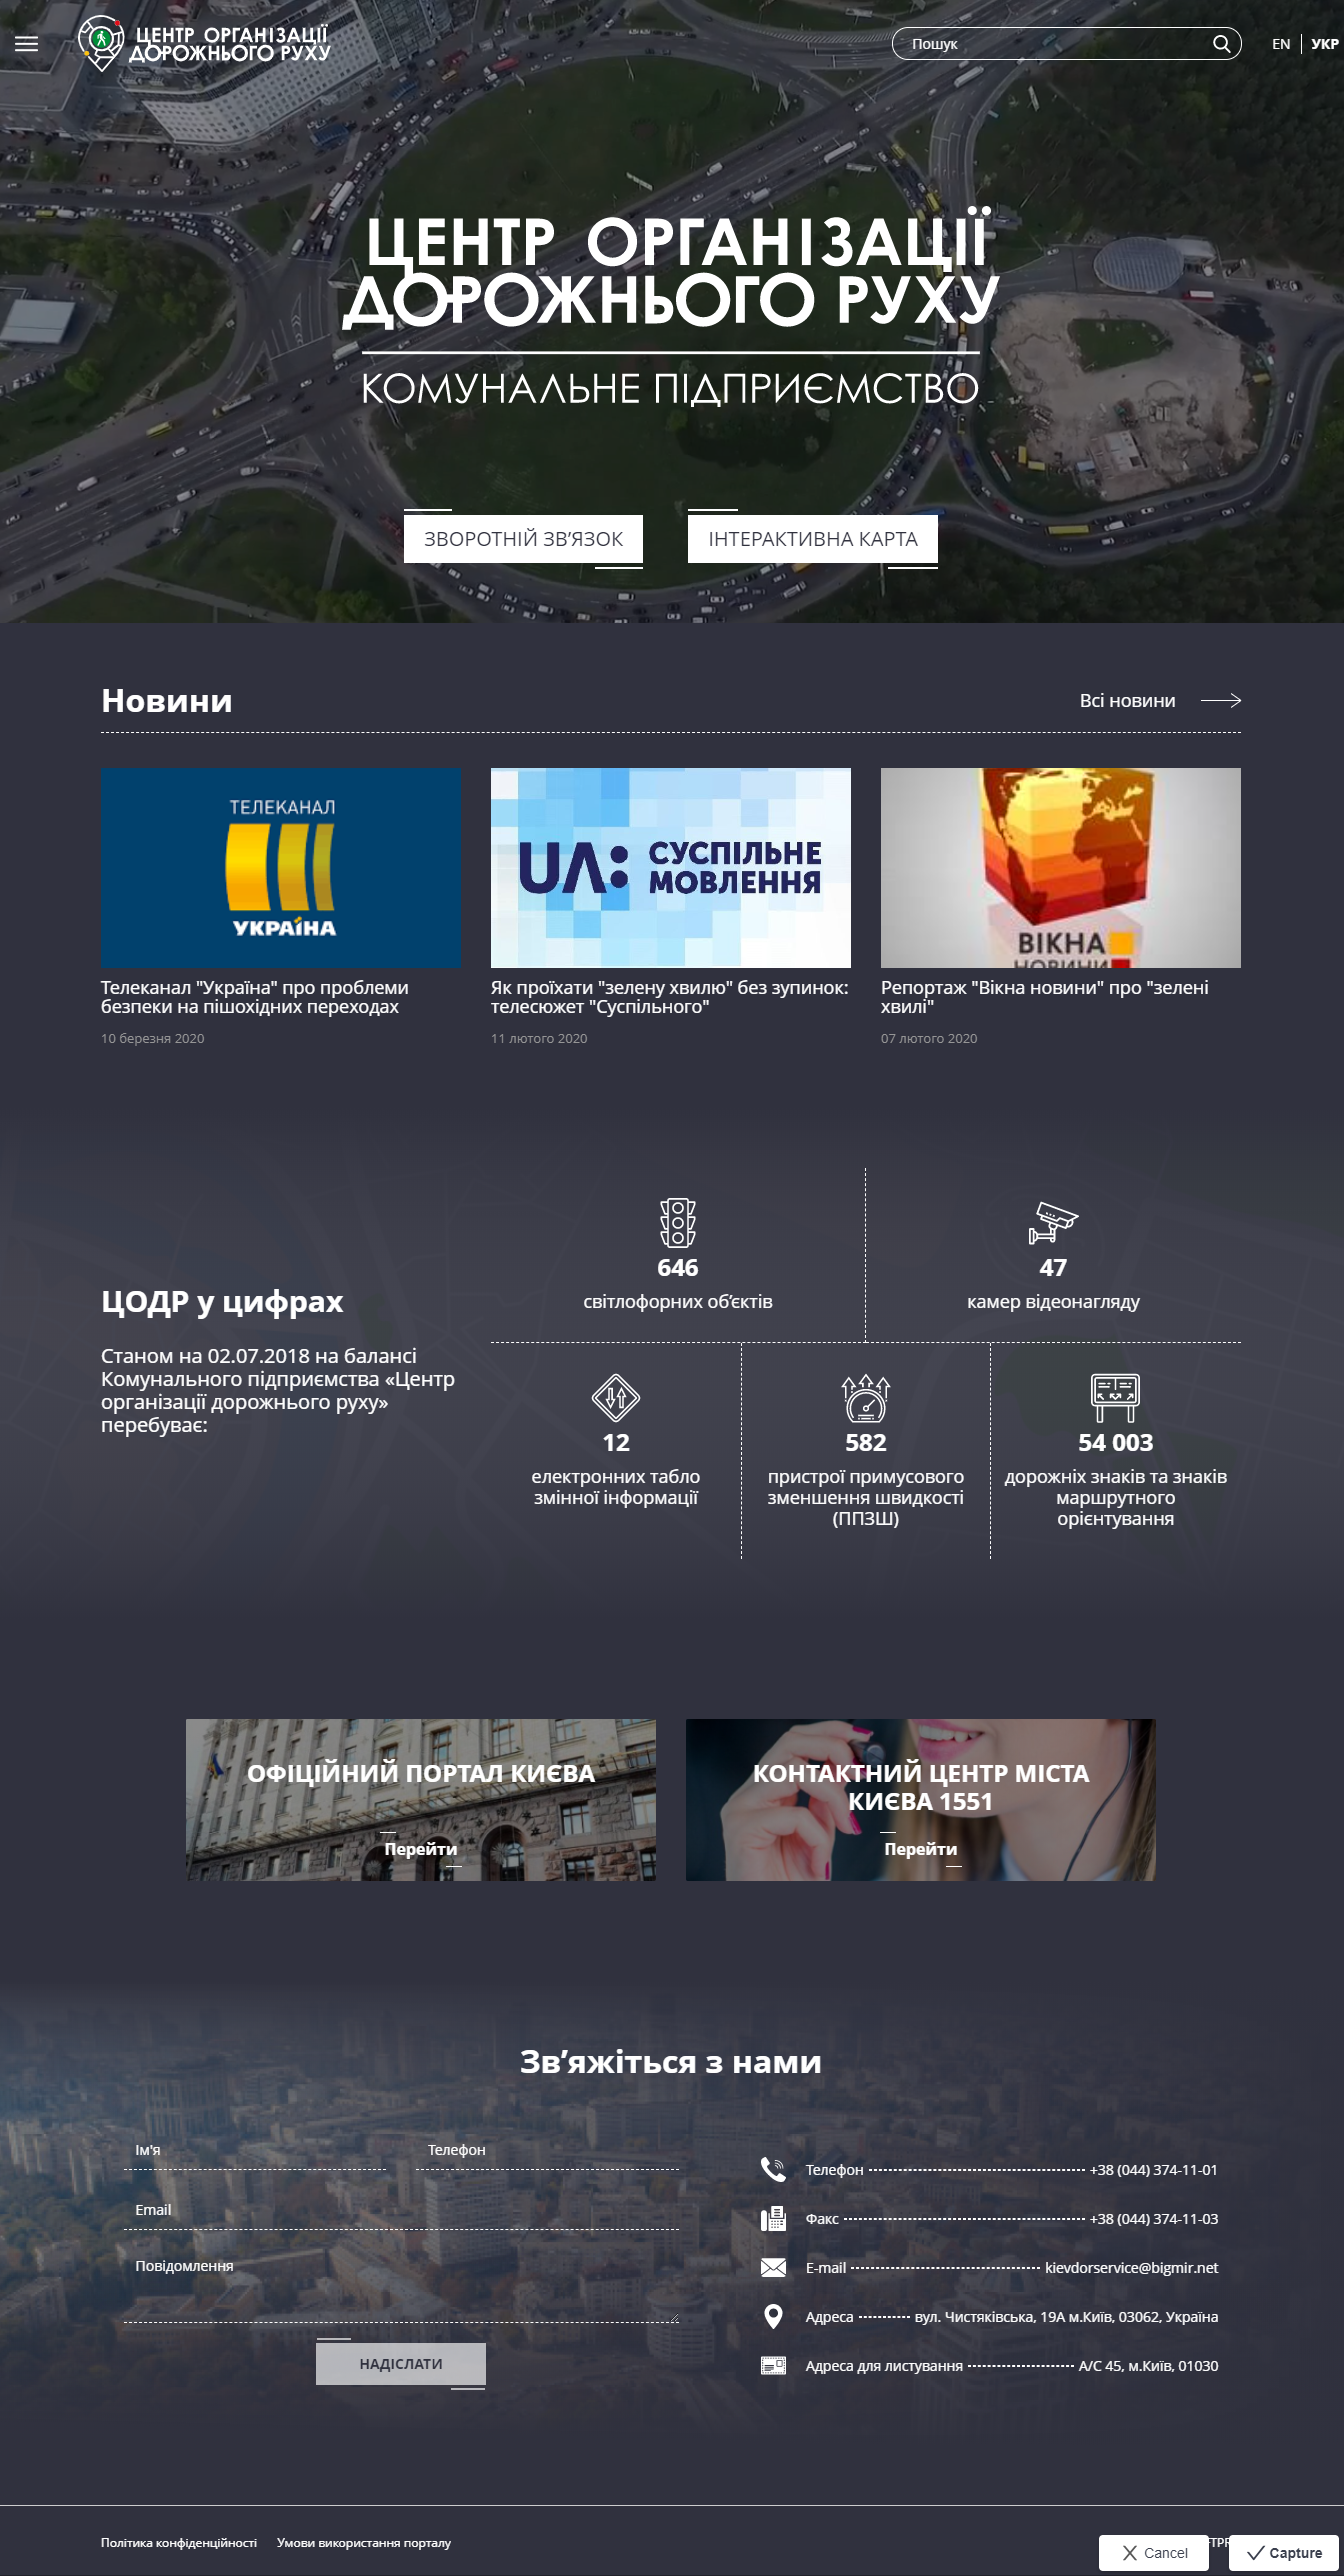 ЦЕНТР ОРГАНІЗАЦІЇ
ДОРОЖНЬОГО РУХУ
Пошук
EN
УКР
ЦЕНТР ОРГАНІЗАЦІЇ
ДОРОЖНЬОГО РУХУ
КОМУНАЛЬНЕ ПІДПРИЄМСТВО
ЗВОРОТНІЙ ЗВ’ЯЗОК
ІНТЕРАКТИВНА КАРТА
Новини
Всі новини
ТЕЛЕКАНАЛ
УКРАЇНА
UA: СУСПІЛЬНЕ
МОВЛЕННЯ
ВІКНА
НОВИНИ
Телеканал "Україна" про проблеми
безпеки на пішохідних переходах
10 березня 2020
Як проїхати "зелену хвилю" без зупинок:
телесюжет "Суспільного"
11 лютого 2020
Репортаж "Вікна новини" про "зелені
хвилі"
07 лютого 2020
ЦОДР у цифрах
Станом на 02.07.2018 на балансі
Комунального підприємства «Центр
організації дорожнього руху»
перебуває:
646
світлофорних об’єктів
47
камер відеонагляду
12
електронних табло
змінної інформації
582
пристрої примусового
зменшення швидкості
(ППЗШ)
54 003
дорожніх знаків та знаків
маршрутного
орієнтування
ОФІЦІЙНИЙ ПОРТАЛ КИЄВА
Перейти
КОНТАКТНИЙ ЦЕНТР МІСТА
КИЄВА 1551
Перейти
Зв’яжіться з нами
Ім'я
Телефон
Email
Повідомлення
НАДІСЛАТИ
Телефон +38 (044) 374-11-01
Факс +38 (044) 374-11-03
E-mail kievdorservice@bigmir.net
Адреса вул. Чистяківська, 19А м.Київ, 03062, Україна
Адреса для листування А/С 45, м.Київ, 01030
Політика конфіденційності
Умови використання порталу
Cancel
Capture